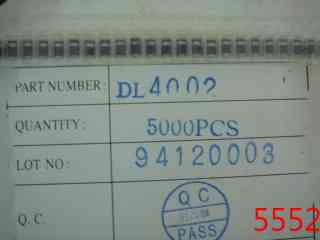 PART NUMBER: DL4002
QUANTITY: 5000PCS
LOT NO: 94120003
Q.C.
QC
PASS
5552